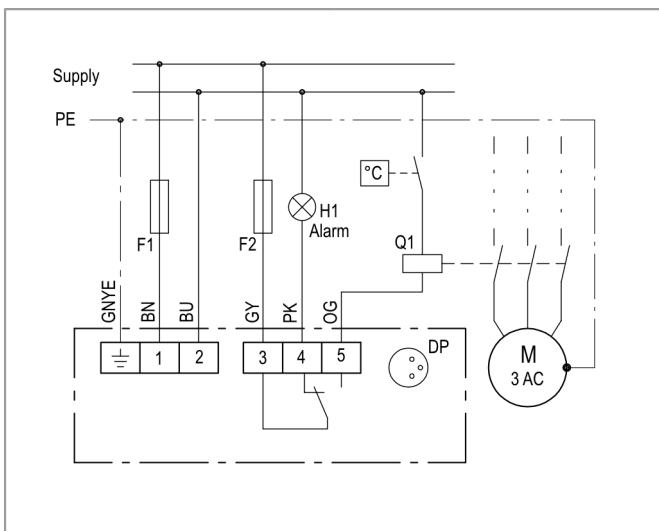 Supply
PE
°C
H1
Alarm
F1
F2
Q1
GNYE
BN
BU
GY
PK
OG
1
2
3
4
5
DP
M
3 AC